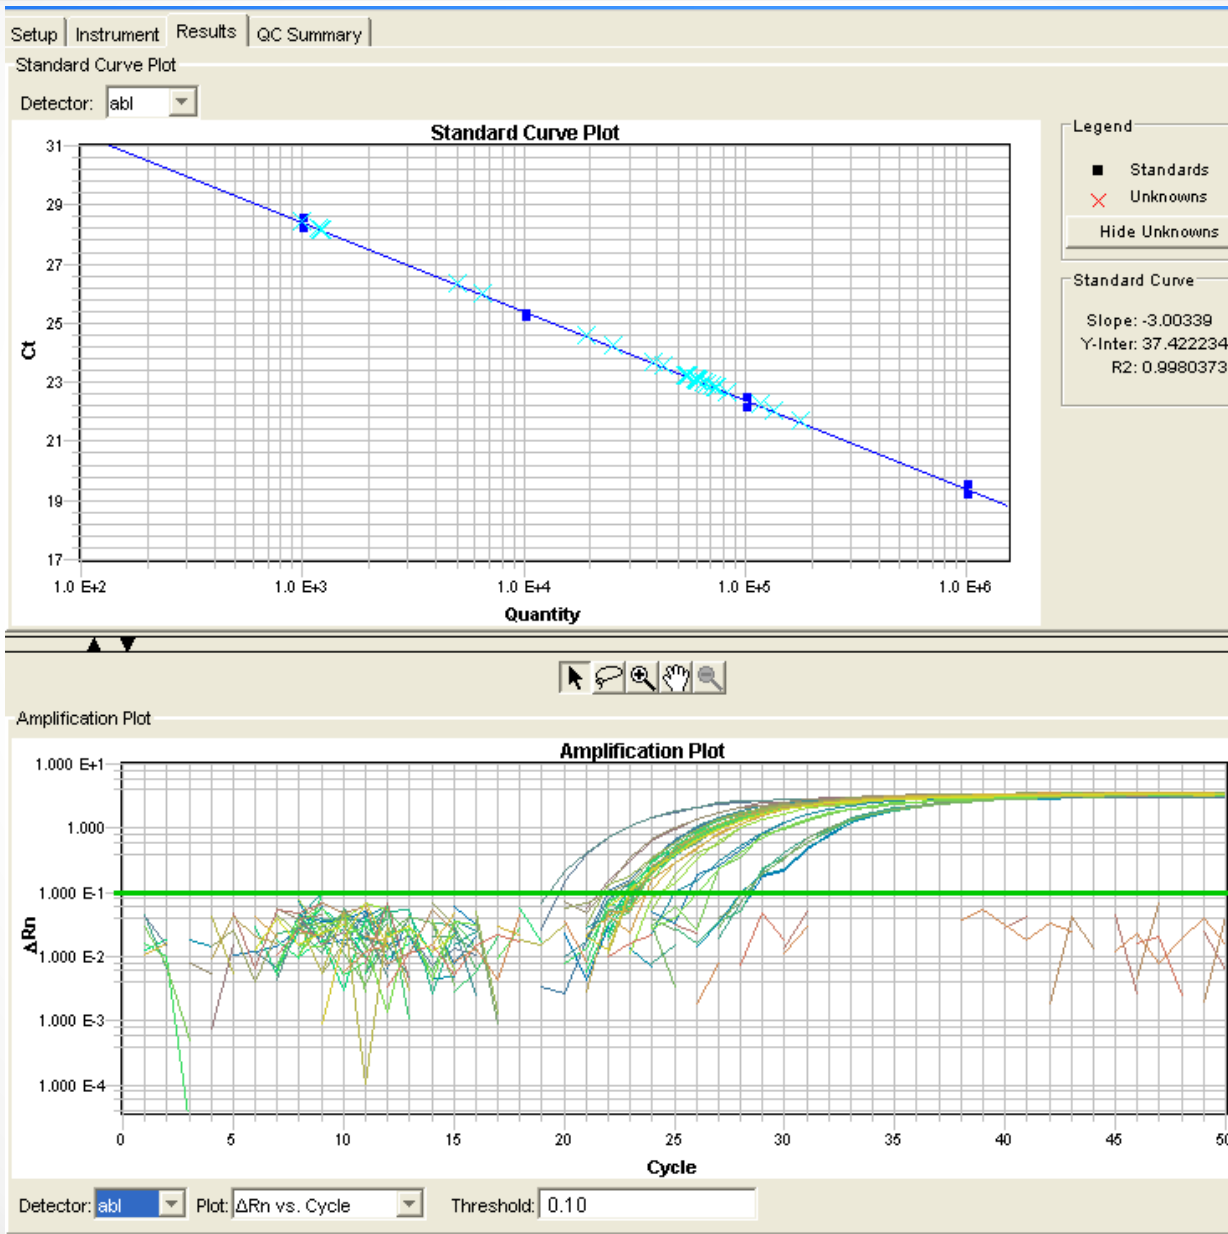 Setup Instrument Results QC Summary
Standard Curve Plot
Detector: abl
Standard Curve Plot
31
29
27
25
23
21
19
17
Ct
1.0 E+2 1.0 E+3 1.0 E+4 1.0 E+5 1.0 E+6
Quantity
Legend
Standards
Unknowns
Hide Unknowns
Standard Curve
Slope: -3.00339
Y-Inter: 37.422234
R2: 0.9980373
Amplification Plot
Amplification Plot
1.000 E+1
1.000
1.000 E-1
1.000 E-2
1.000 E-3
1.000 E-4
ΔRn
0 5 10 15 20 25 30 35 40 45 50
Cycle
Detector: abl Plot: ΔRn vs. Cycle Threshold: 0.10